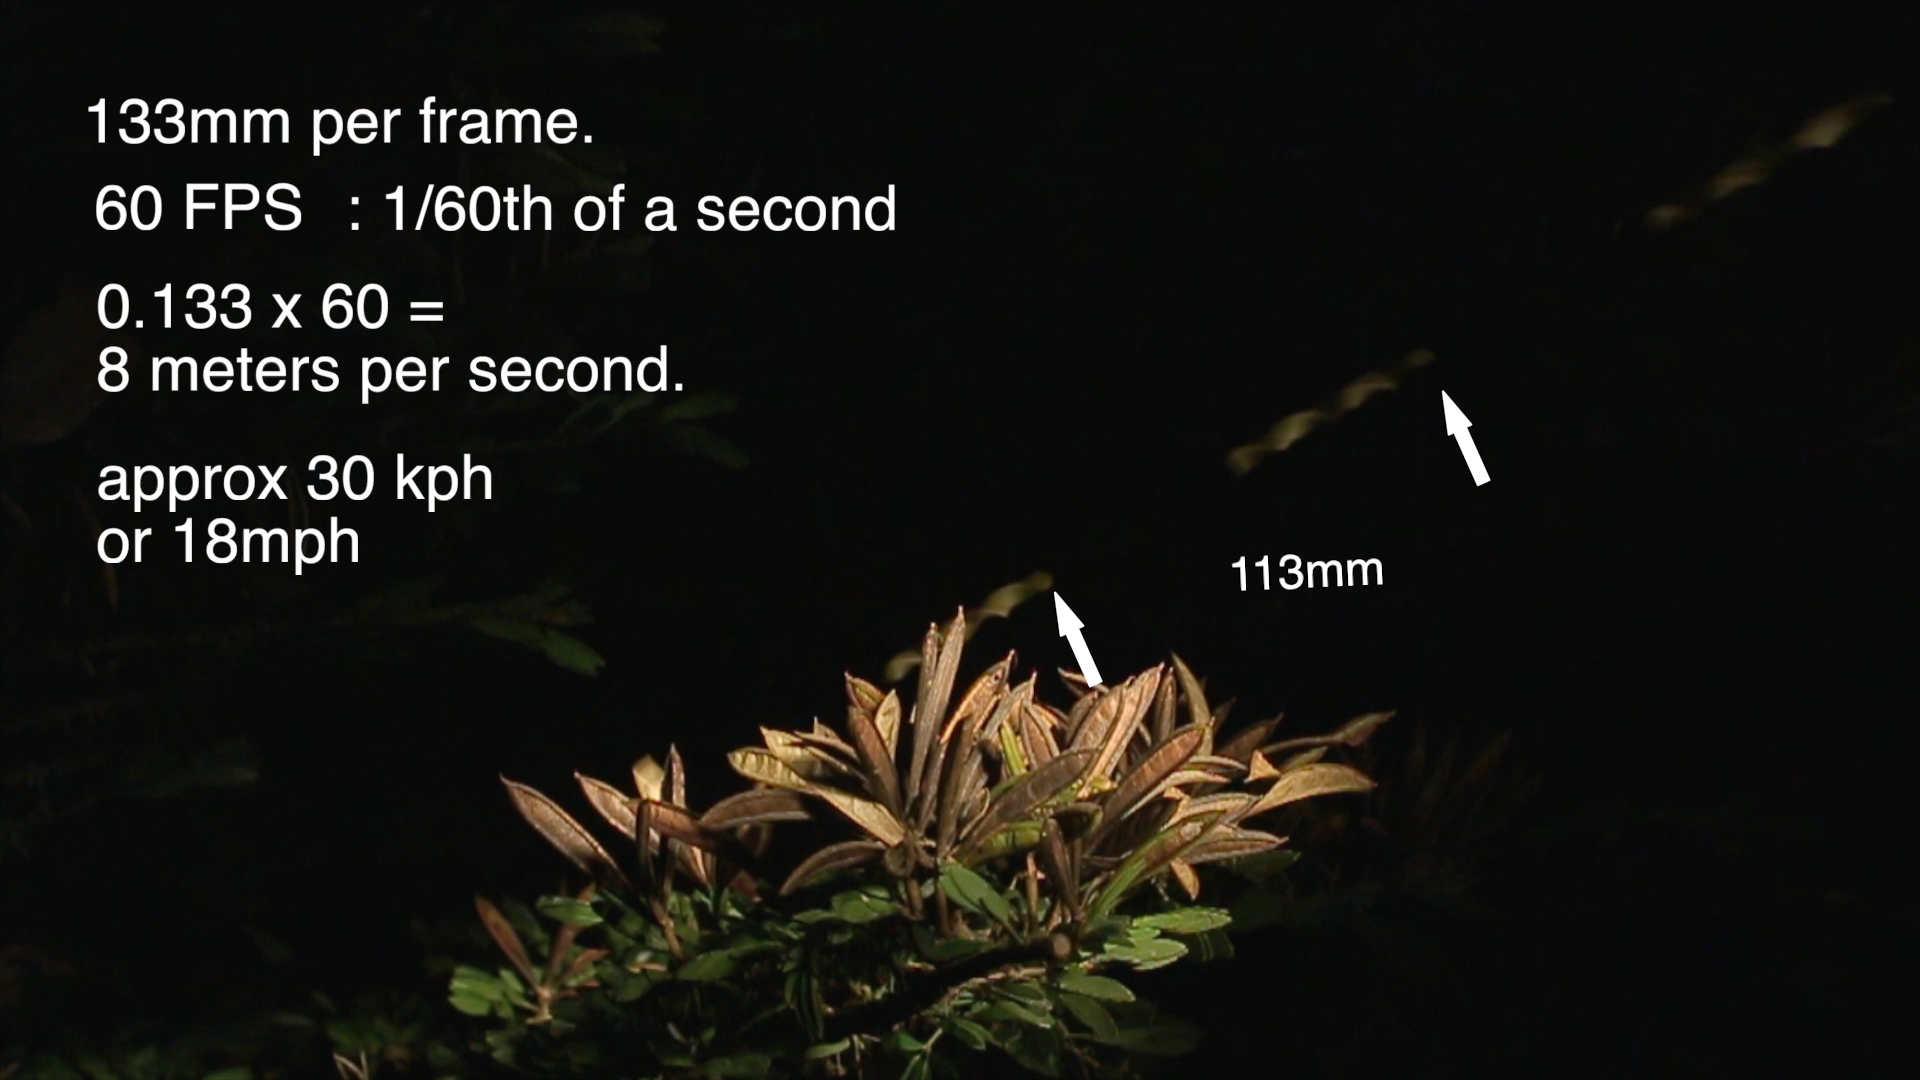 133mm per frame.
60 FPS : 1/60th of a second
0.133 x 60 =
8 meters per second.
approx 30 kph
or 18mph
113mm